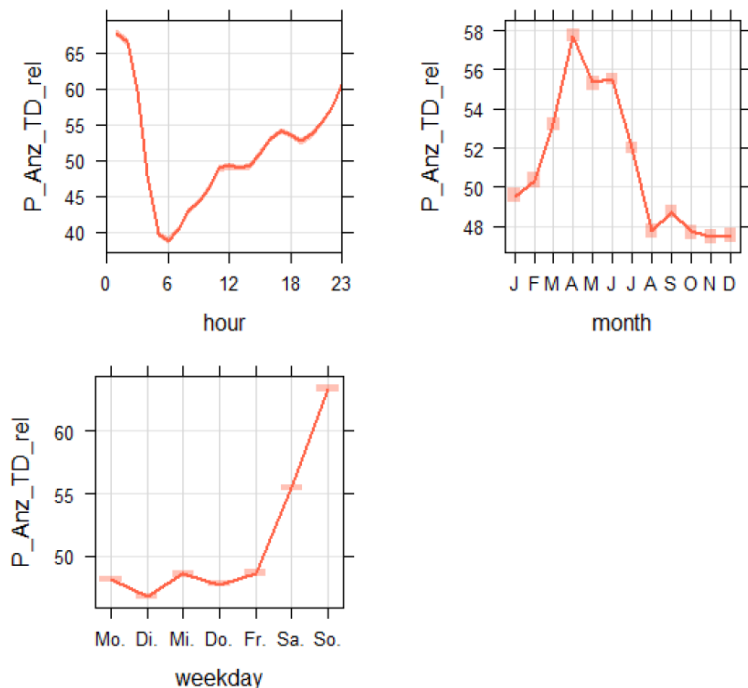 P_Anz_TD_rel
65
60
55
50
45
40
0 6 12 18 23
hour
P_Anz_TD_rel
58
56
54
52
50
48
J F M A M J J A S O N D
month
P_Anz_TD_rel
60
55
50
Mo. Di. Mi. Do. Fr. Sa. So.
weekday